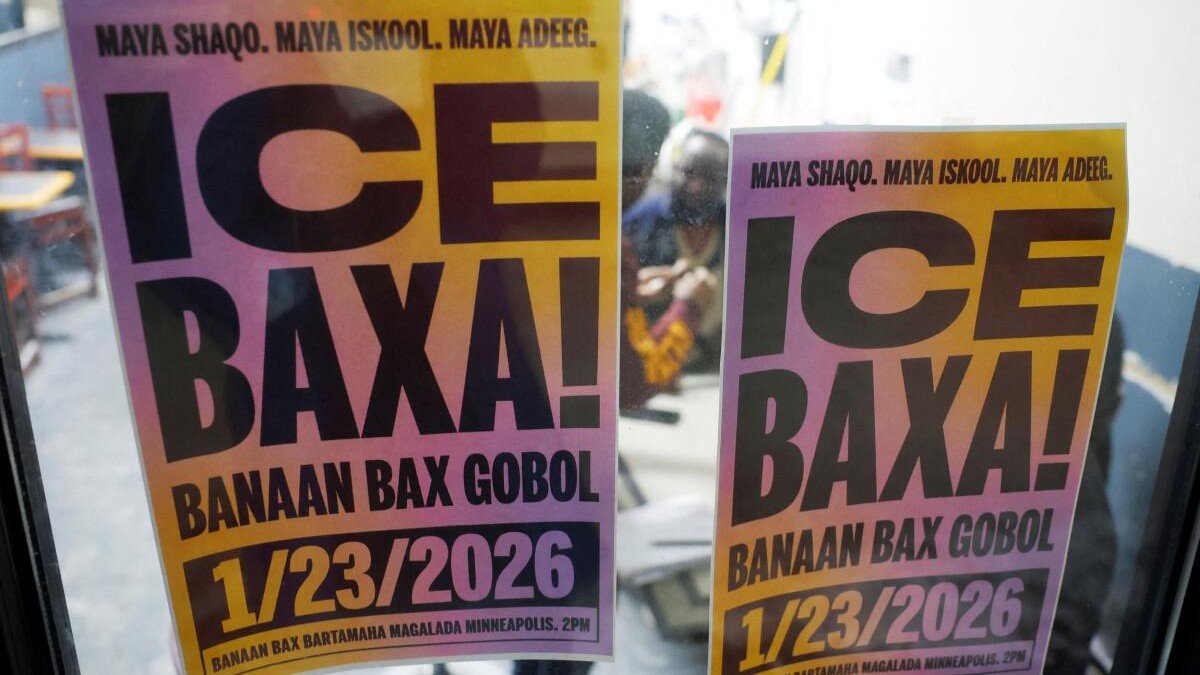 MAYA SHAQO. MAYA ISKOOL. MAYA ADEEG.
ICE
BAXA!
BANAAN BAX GOBOL
1/23/2026
BANAAN BAX BARTAMAHA MAGALADA MINNEAPOLIS. 2PM
MAYA SHAQO. MAYA ISKOOL. MAYA ADEEG.
ICE
BAXA!
BANAAN BAX GOBOL
1/23/2026
BARTAMAHA MAGALADA MINNEAPOLIS. 2PM